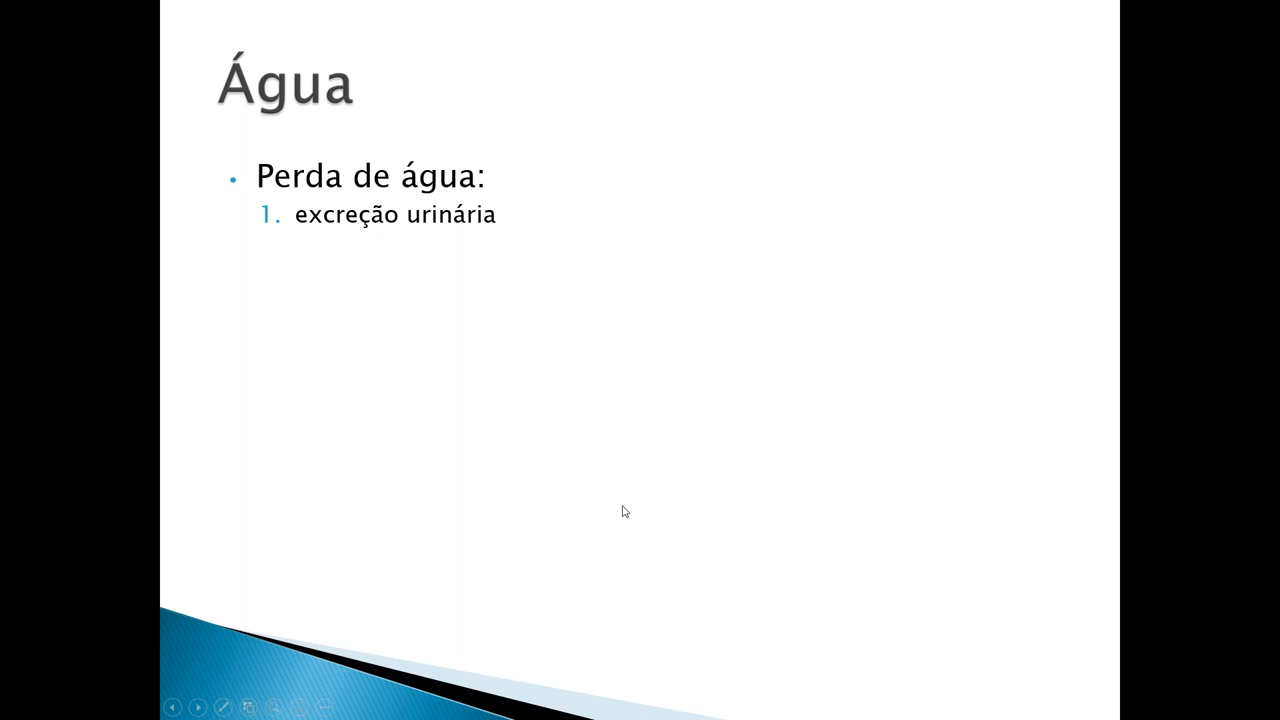 Água
• Perda de água:
1. excreção urinária